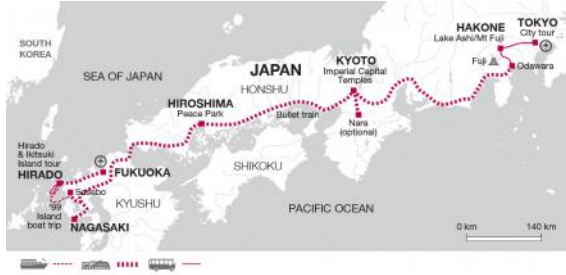 TOKYO
City tour
HAKONE
Lake Ashi/Mt Fuji
Fuji
Odawara
SOUTH
KOREA
SEA OF JAPAN
JAPAN
HONSHU
KYOTO
Imperial Capital
Temples
HIROSHIMA
Peace Park
Bullet train
Nara
(optional)
Hirado
& Ikitsuki
Island tour
HIRADO
FUKUOKA
Sasebo
'99
Island
boat trip
NAGASAKI
KYUSHU
SHIKOKU
PACIFIC OCEAN
0 km
140 km